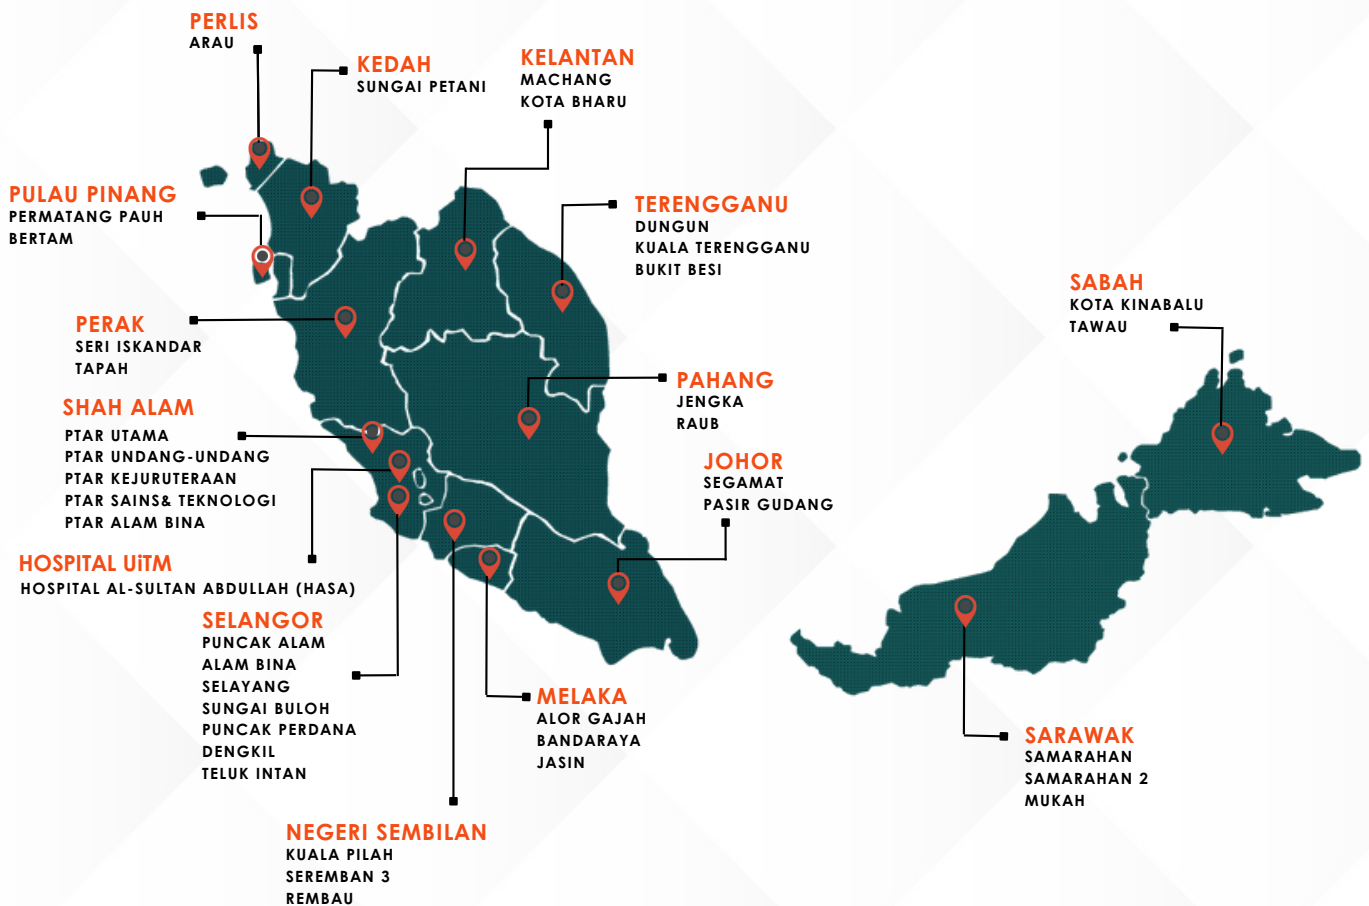 PERLIS
ARAU
KEDAH
SUNGAI PETANI
KELANTAN
MACHANG
KOTA BHARU
PULAU PINANG
PERMATANG PAUH
BERTAM
TERENGGANU
DUNGUN
KUALA TERENGGANU
BUKIT BESI
SABAH
KOTA KINABALU
TAWAU
PERAK
SERI ISKANDAR
TAPAH
PAHANG
JENGKA
RAUB
SHAH ALAM
PTAR UTAMA
PTAR UNDANG-UNDANG
PTAR KEJURUTERAAN
PTAR SAINS& TEKNOLOGI
PTAR ALAM BINA
JOHOR
SEGAMAT
PASIR GUDANG
HOSPITAL UiTM
HOSPITAL AL-SULTAN ABDULLAH (HASA)
SELANGOR
PUNCAK ALAM
ALAM BINA
SELAYANG
SUNGAI BULOH
PUNCAK PERDANA
DENGKIL
TELUK INTAN
MELAKA
ALOR GAJAH
BANDARAYA
JASIN
SARAWAK
SAMARAHAN
SAMARAHAN 2
MUKAH
NEGERI SEMBILAN
KUALA PILAH
SEREMBAN 3
REMBAU